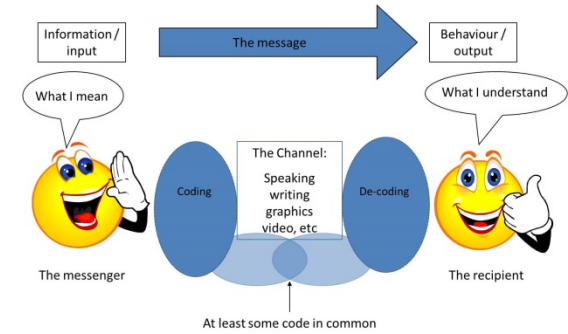 Information /
input
The message
Behaviour /
output
What I mean
What I understand
The Channel:
Speaking
writing
graphics
video, etc
Coding
De-coding
The messenger
The recipient
At least some code in common